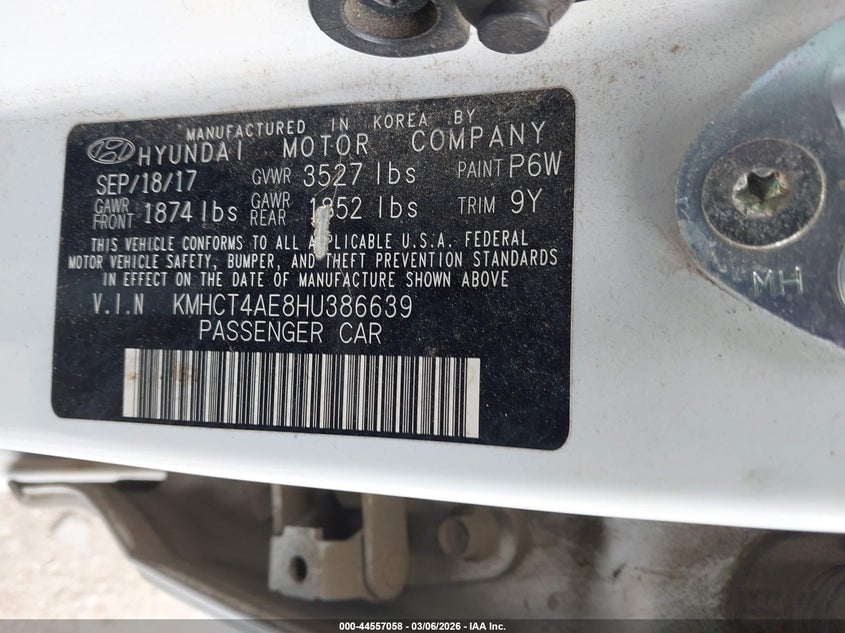 MANUFACTURED IN KOREA BY
HYUNDAI MOTOR COMPANY
SEP/18/17 GVWR 3527 lbs PAINT P6W
GAWR FRONT 1874 lbs GAWR REAR 1852 lbs TRIM 9Y
THIS VEHICLE CONFORMS TO ALL APPLICABLE U.S.A. FEDERAL
MOTOR VEHICLE SAFETY, BUMPER, AND THEFT PREVENTION STANDARDS
IN EFFECT ON THE DATE OF MANUFACTURE SHOWN ABOVE
V.I.N KMHCT4AE8HU386639
PASSENGER CAR
MH
000-44557058 — 03/06/2026 — IAA Inc.